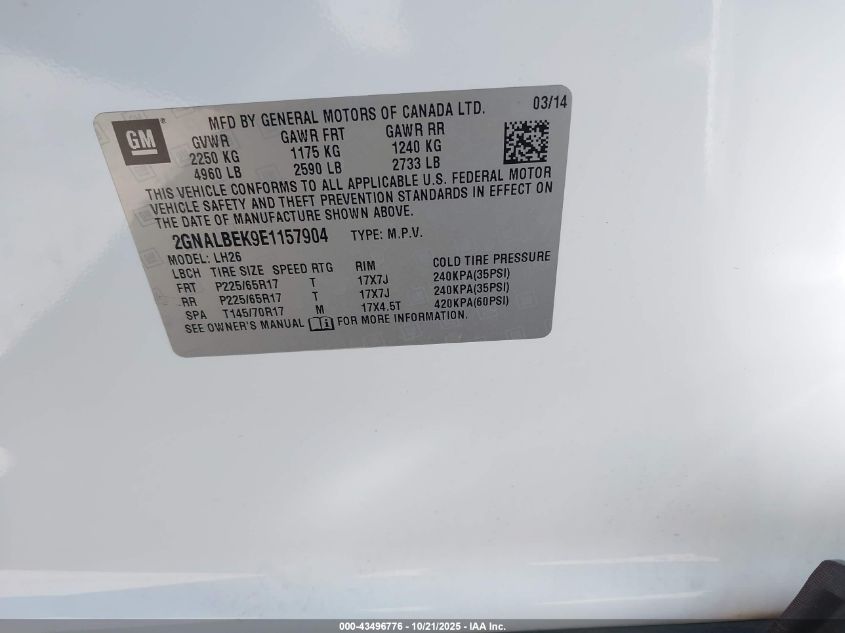 GM®
MFD BY GENERAL MOTORS OF CANADA LTD. 03/14
GVWR GAWR FRT GAWR RR
2250 KG 1175 KG 1240 KG
4960 LB 2590 LB 2733 LB
THIS VEHICLE CONFORMS TO ALL APPLICABLE U.S. FEDERAL MOTOR
VEHICLE SAFETY AND THEFT PREVENTION STANDARDS IN EFFECT ON
THE DATE OF MANUFACTURE SHOWN ABOVE.
2GNALBEK9E1157904 TYPE: M.P.V.
MODEL: LH26
LBCH TIRE SIZE SPEED RTG RIM COLD TIRE PRESSURE
FRT P225/65R17 T 17X7J 240KPA(35PSI)
RR P225/65R17 T 17X7J 240KPA(35PSI)
SPA T145/70R17 M 17X4.5T 420KPA(60PSI)
SEE OWNER'S MANUAL FOR MORE INFORMATION.
000-43496776 - 10/21/2025 - IAA Inc.